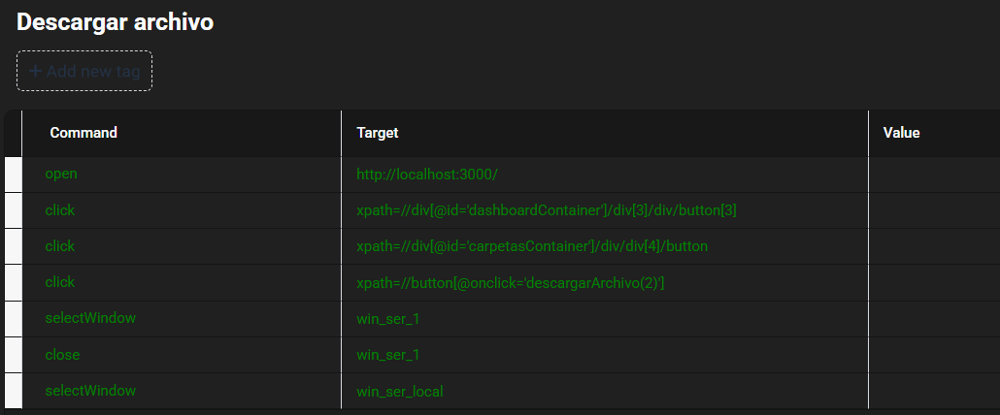 Descargar archivo
+ Add new tag
Command Target Value
open http://localhost:3000/
click xpath=//div[@id='dashboardContainer']/div[3]/div/button[3]
click xpath=//div[@id='carpetasContainer']/div/div[4]/button
click xpath=//button[@onclick='descargarArchivo(2)']
selectWindow win_ser_1
close win_ser_1
selectWindow win_ser_local